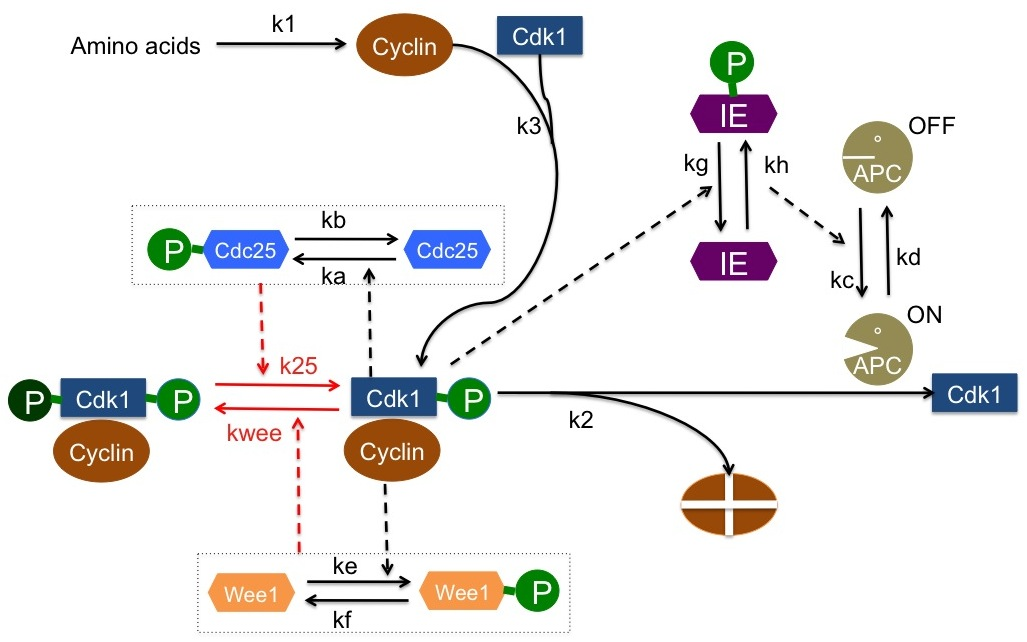 k1
Amino acids
Cyclin
Cdk1
P
IE
k3
kg
kh
OFF
APC
kb
P
Cdc25
Cdc25
ka
IE
kc
kd
ON
APC
k25
P
Cdk1
P
Cdk1
P
Cdk1
kwee
k2
Cyclin
Cyclin
ke
Wee1
Wee1
P
kf